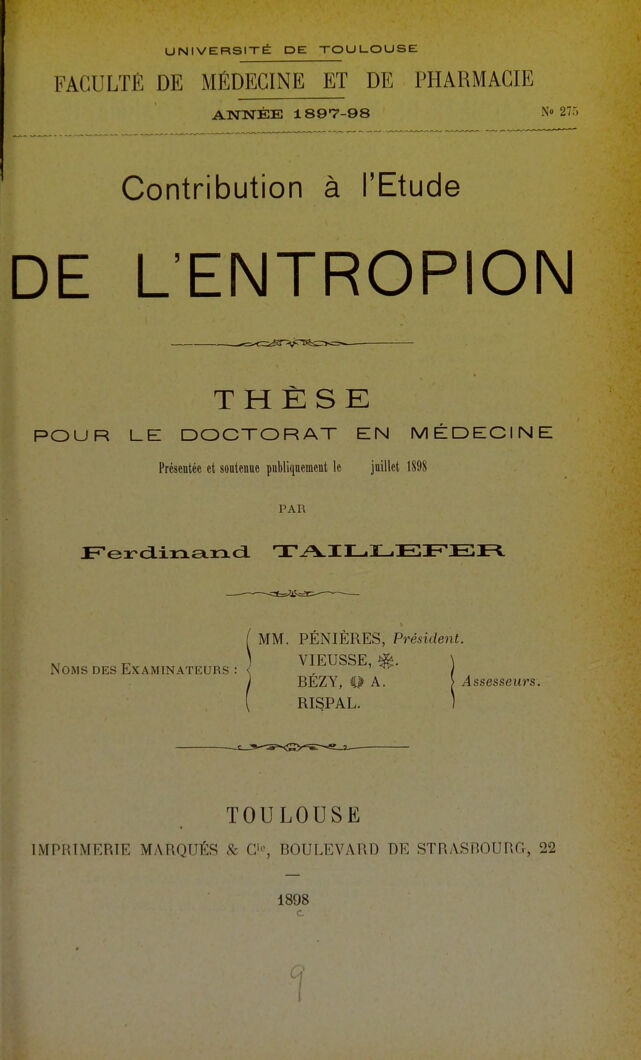 UNIVERSITÉ DE TOULOUSE
FACULTÉ DE MÉDECINE ET DE PHARMACIE
ANNÉE 1897-98 No 275
Contribution à l'Etude
DE L'ENTROPION
THÈSE
POUR LE DOCTORAT EN MÉDECINE
Présentée et soutenue publiquement le juillet 1898
PAR
Ferdinand TAILLEFER
NOMS DES EXAMINATEURS :
MM. PÉNIÈRES, Président.
VIEUSSE,
BÉZY, A.
RISPAL.
Assesseurs.
TOULOUSE
IMPRIMERIE MARQUÉS & Cie, BOULEVARD DE STRASBOURG, 22
1898
c
9